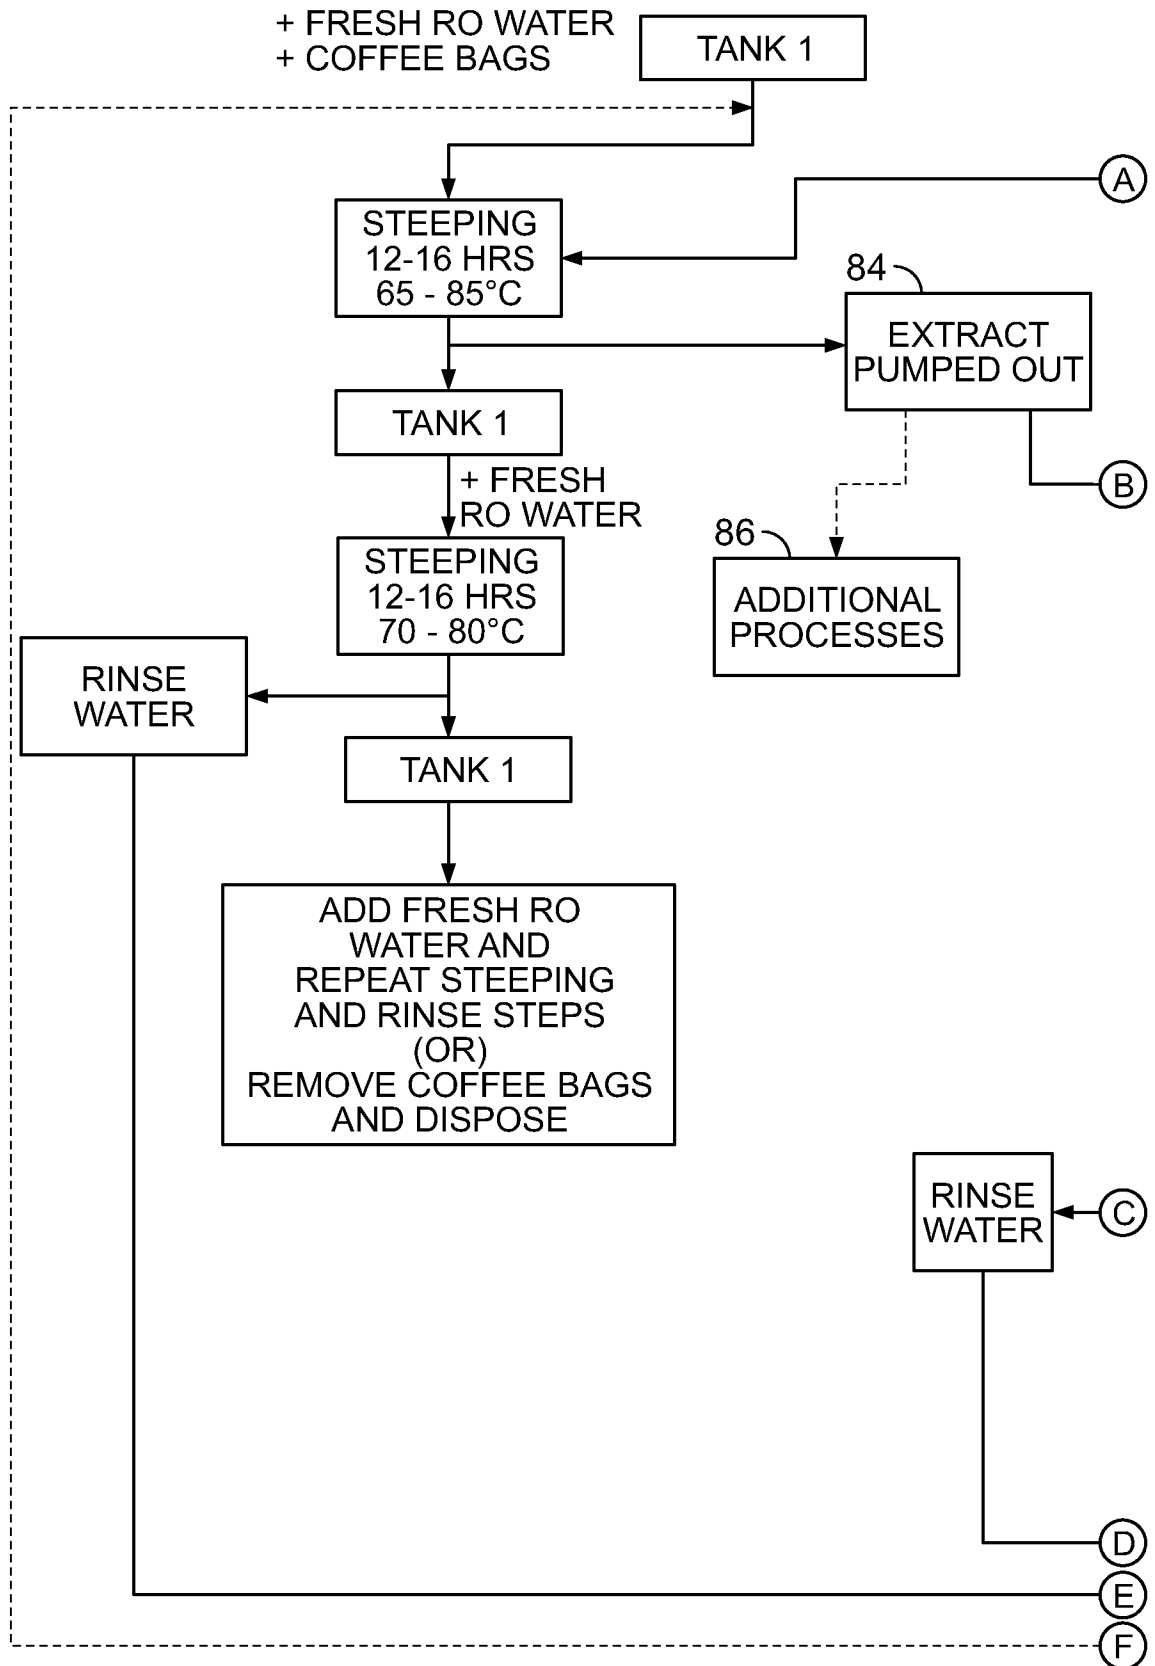 + FRESH RO WATER
+ COFFEE BAGS
TANK 1
A
STEEPING
12-16 HRS
65 - 85°C
84
EXTRACT
PUMPED OUT
TANK 1
B
+ FRESH
RO WATER
86
STEEPING
12-16 HRS
70 - 80°C
ADDITIONAL
PROCESSES
RINSE
WATER
TANK 1
ADD FRESH RO
WATER AND
REPEAT STEEPING
AND RINSE STEPS
(OR)
REMOVE COFFEE BAGS
AND DISPOSE
RINSE
WATER
C
D
E
F